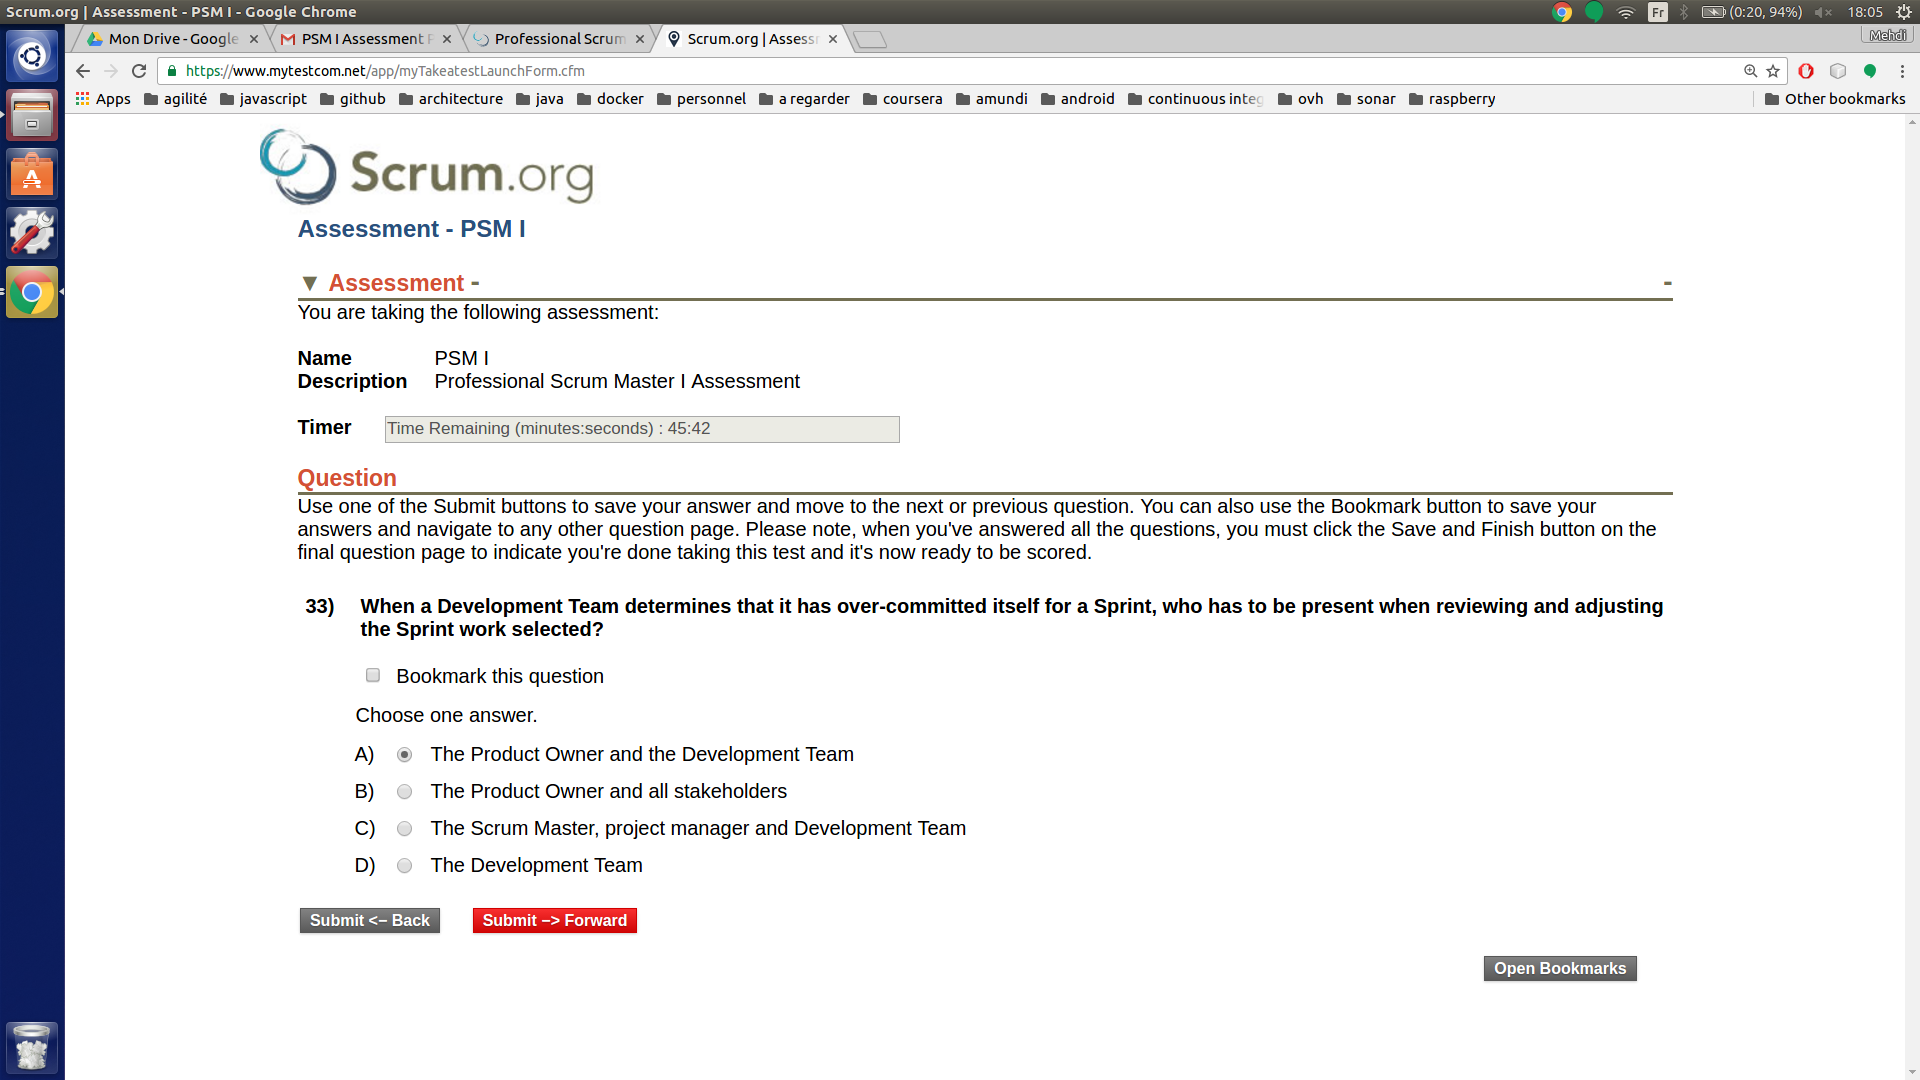 Scrum.org | Assessment - PSM I - Google Chrome
Fr
(0:20, 94%)
18:05
Mon Drive - Google
PSM I Assessment
Professional Scrum
Scrum.org | Assess
Mehdi
https://www.mytestcom.net/app/myTakeatestLaunchForm.cfm
Apps
agilité
javascript
github
architecture
java
docker
personnel
a regarder
coursera
amundi
android
continuous integ
ovh
sonar
raspberry
Other bookmarks
Scrum.org
Assessment - PSM I
▼ Assessment -
-
You are taking the following assessment:
Name PSM I
Description Professional Scrum Master I Assessment
Timer Time Remaining (minutes:seconds) : 45:42
Question
Use one of the Submit buttons to save your answer and move to the next or previous question. You can also use the Bookmark button to save your
answers and navigate to any other question page. Please note, when you've answered all the questions, you must click the Save and Finish button on the
final question page to indicate you're done taking this test and it's now ready to be scored.
33) When a Development Team determines that it has over-committed itself for a Sprint, who has to be present when reviewing and adjusting
the Sprint work selected?
Bookmark this question
Choose one answer.
A) The Product Owner and the Development Team
B) The Product Owner and all stakeholders
C) The Scrum Master, project manager and Development Team
D) The Development Team
Submit <– Back
Submit –> Forward
Open Bookmarks